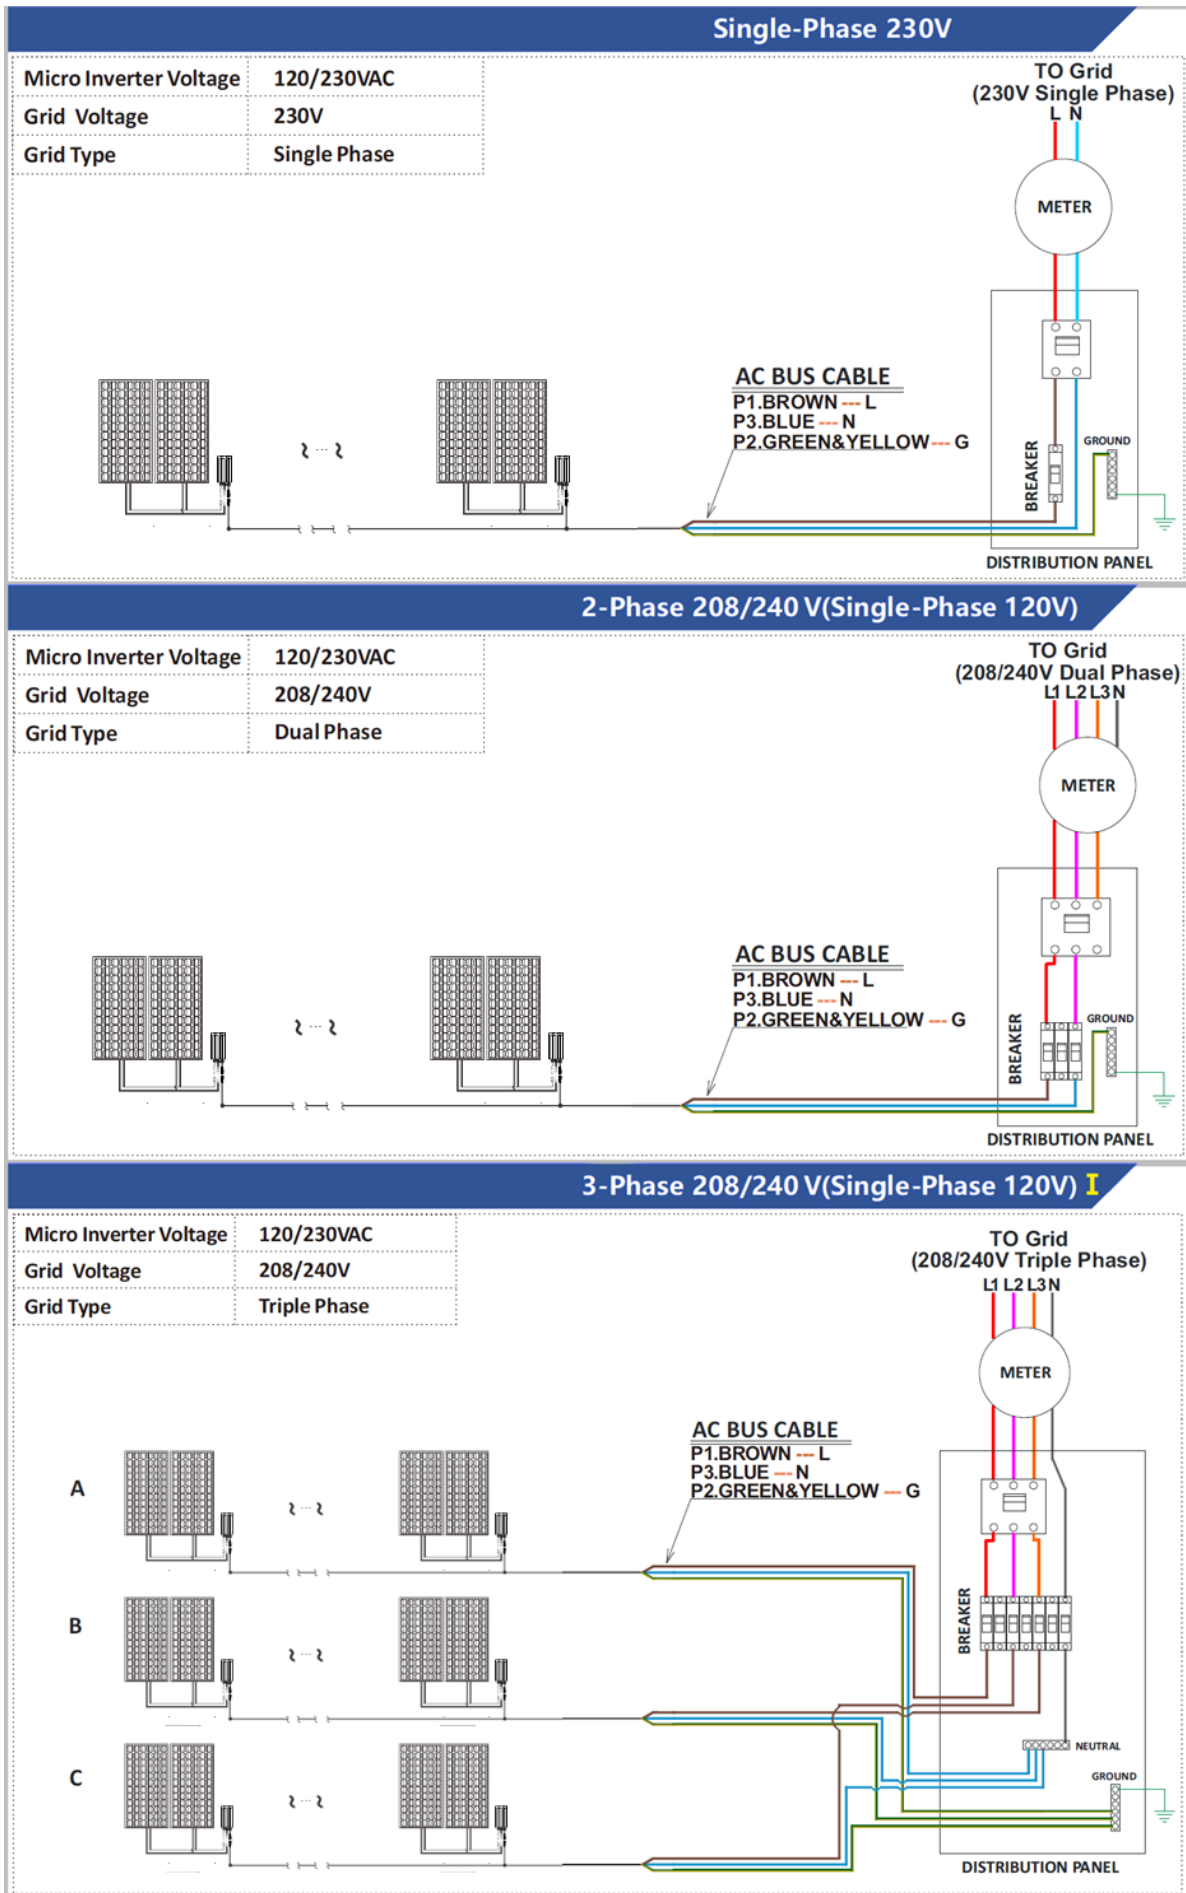 Single-Phase 230V
Micro Inverter Voltage 120/230VAC
Grid Voltage 230V
Grid Type Single Phase
TO Grid
(230V Single Phase)
L N
METER
AC BUS CABLE
P1.BROWN --- L
P3.BLUE --- N
P2.GREEN&YELLOW --- G
BREAKER
GROUND
DISTRIBUTION PANEL
2-Phase 208/240 V(Single-Phase 120V)
Micro Inverter Voltage 120/230VAC
Grid Voltage 208/240V
Grid Type Dual Phase
TO Grid
(208/240V Dual Phase)
L1 L2 L3 N
METER
AC BUS CABLE
P1.BROWN --- L
P3.BLUE --- N
P2.GREEN&YELLOW --- G
BREAKER
GROUND
DISTRIBUTION PANEL
3-Phase 208/240 V(Single-Phase 120V) I
Micro Inverter Voltage 120/230VAC
Grid Voltage 208/240V
Grid Type Triple Phase
TO Grid
(208/240V Triple Phase)
L1 L2 L3 N
METER
AC BUS CABLE
P1.BROWN --- L
P3.BLUE --- N
P2.GREEN&YELLOW --- G
A
B
C
BREAKER
NEUTRAL
GROUND
DISTRIBUTION PANEL